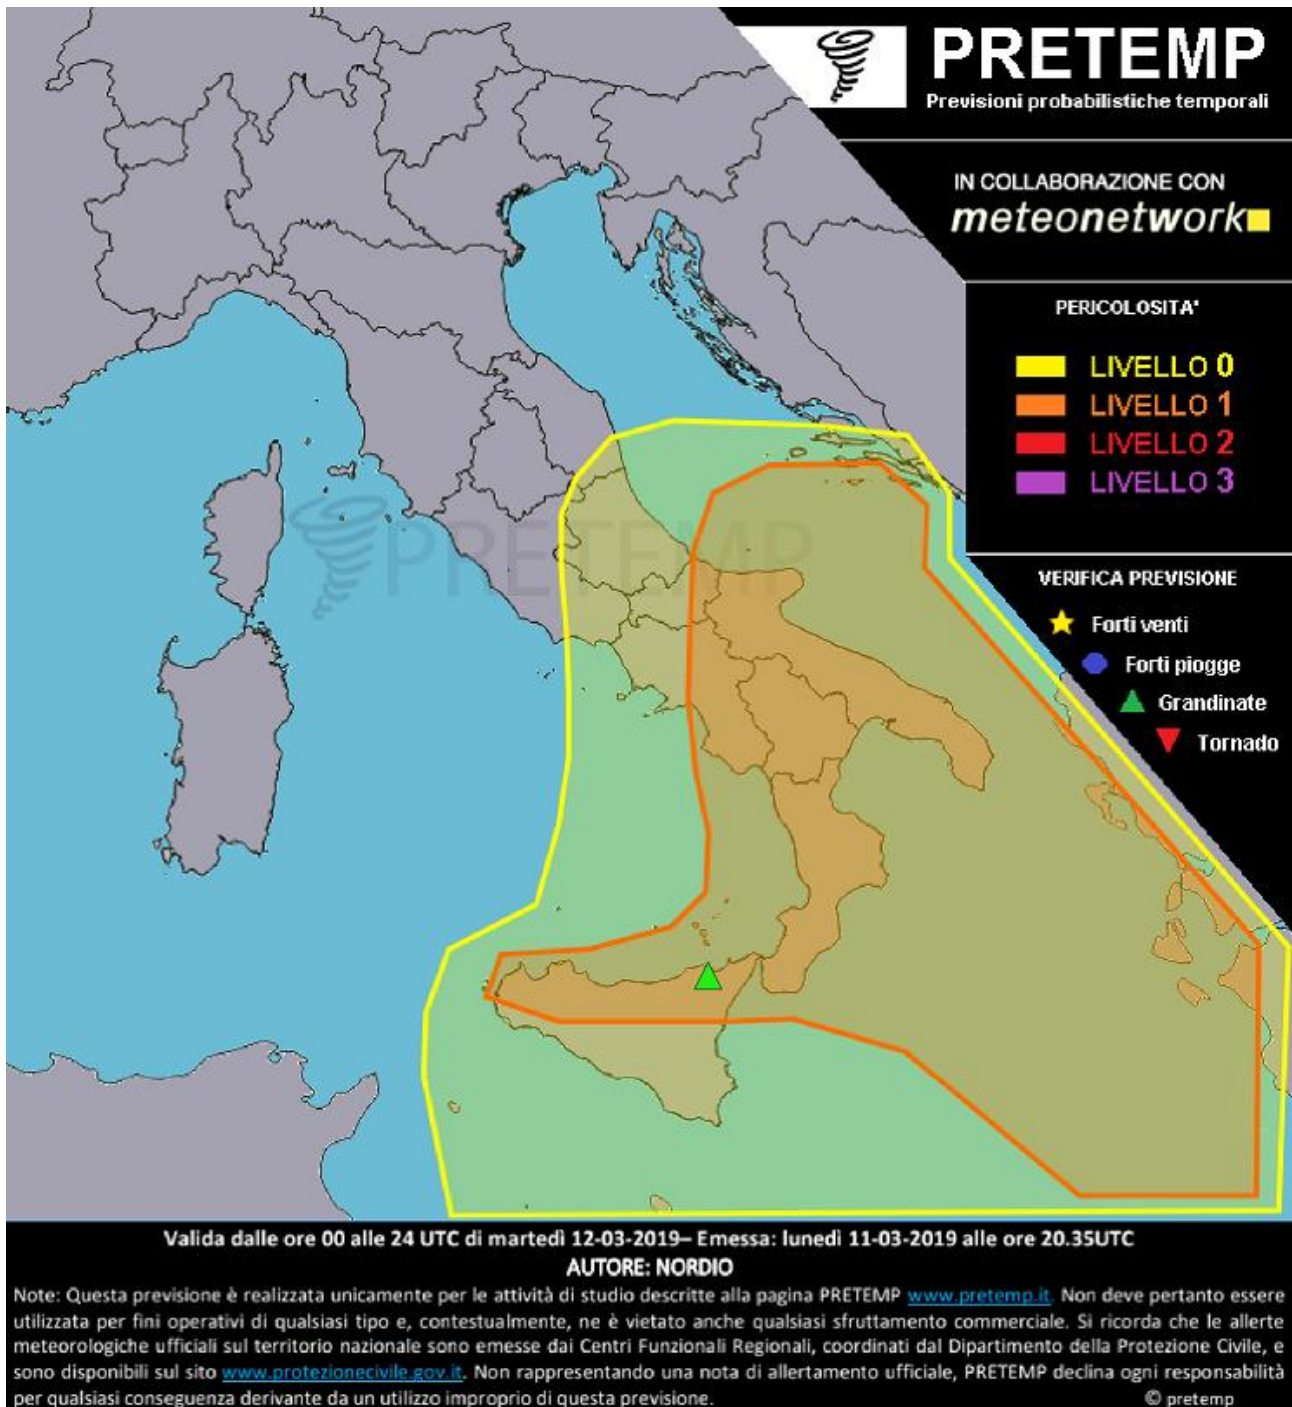 PRETEMP
Previsioni probabilistiche temporali
IN COLLABORAZIONE CON
meteonetwork
PERICOLOSITA'
LIVELLO 0
LIVELLO 1
LIVELLO 2
LIVELLO 3
PRETEMP
VERIFICA PREVISIONE
Forti venti
Forti piogge
Grandinate
Tornado
Valida dalle ore 00 alle 24 UTC di martedì 12-03-2019– Emessa: lunedì 11-03-2019 alle ore 20.35UTC
AUTORE: NORDIO
Note: Questa previsione è realizzata unicamente per le attività di studio descritte alla pagina PRETEMP www.pretemp.it. Non deve pertanto essere
utilizzata per fini operativi di qualsiasi tipo e, contestualmente, ne è vietato anche qualsiasi sfruttamento commerciale. Si ricorda che le allerte
meteorologiche ufficiali sul territorio nazionale sono emesse dai Centri Funzionali Regionali, coordinati dal Dipartimento della Protezione Civile, e
sono disponibili sul sito www.protezionecivile.gov.it. Non rappresentando una nota di allertamento ufficiale, PRETEMP declina ogni responsabilità
per qualsiasi conseguenza derivante da un utilizzo improprio di questa previsione. © pretemp